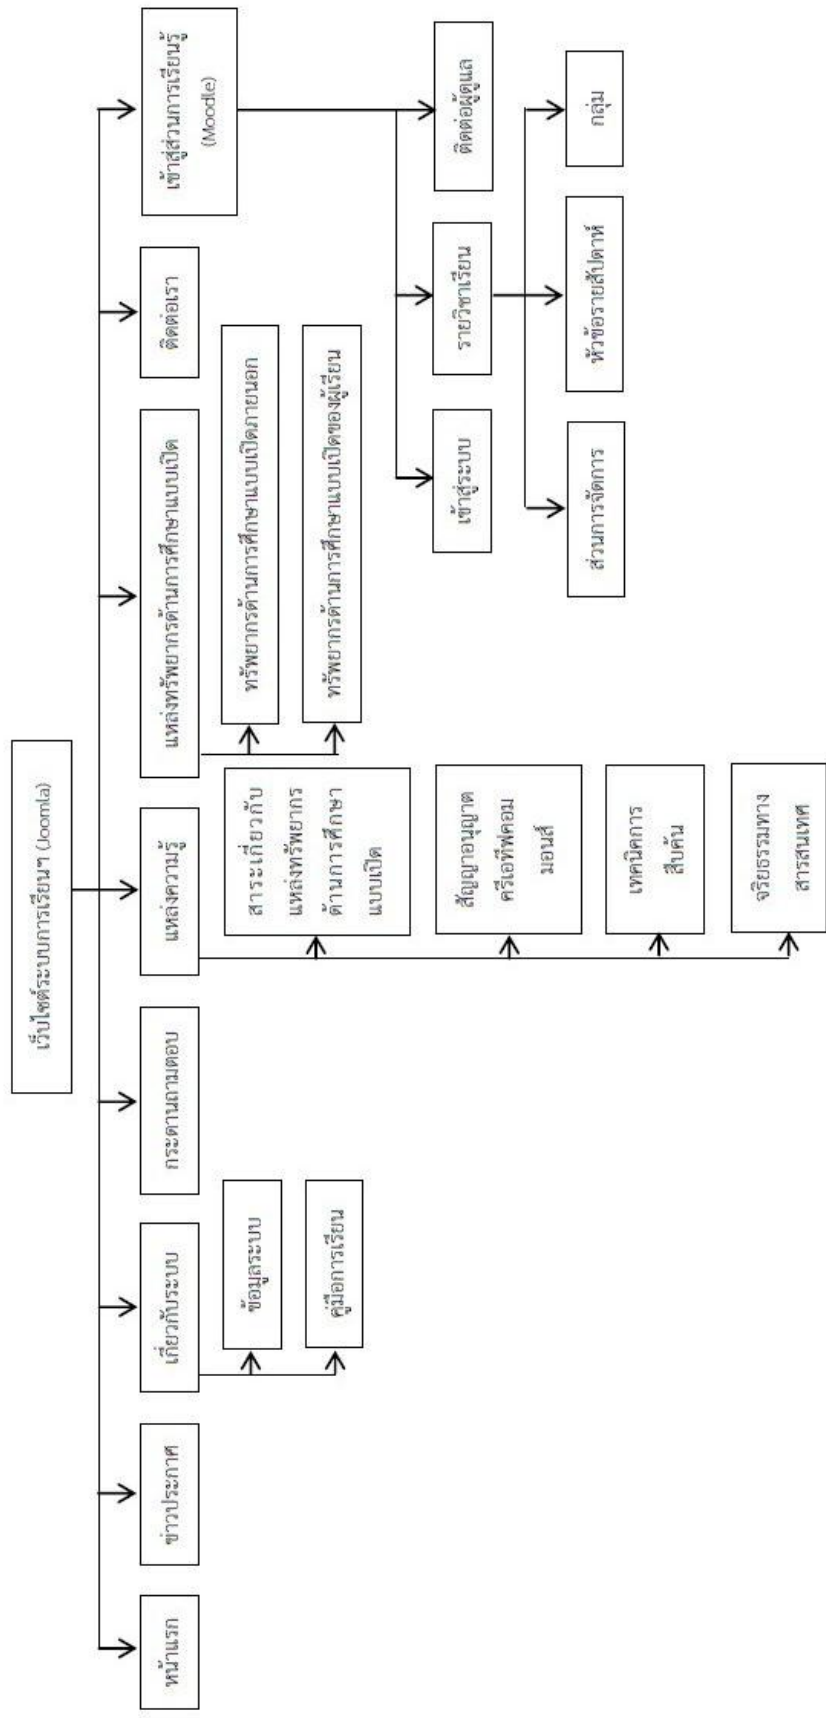 เว็บไซต์ระบบการเรียนฯ (Joomla)
หน้าแรก
ข่าวประกาศ
เกี่ยวกับระบบ
ข้อมูลระบบ
คู่มือการเรียน
กระดานถามตอบ
แหล่งความรู้
สาระเกี่ยวกับ
แหล่งทรัพยากร
ด้านการศึกษา
แบบเปิด
สัญญาอนุญาต
ครีเอทีฟคอม
มอนส์
เทคนิคการ
สืบค้น
จริยธรรมทาง
สารสนเทศ
แหล่งทรัพยากรด้านการศึกษาแบบเปิด
ทรัพยากรด้านการศึกษาแบบเปิดภายนอก
ทรัพยากรด้านการศึกษาแบบเปิดของผู้เรียน
ติดต่อเรา
เข้าสู่ส่วนการเรียนรู้
(Moodle)
เข้าสู่ระบบ
รายวิชาเรียน
ติดต่อผู้ดูแล
ส่วนการจัดการ
หัวข้อรายสัปดาห์
กลุ่ม